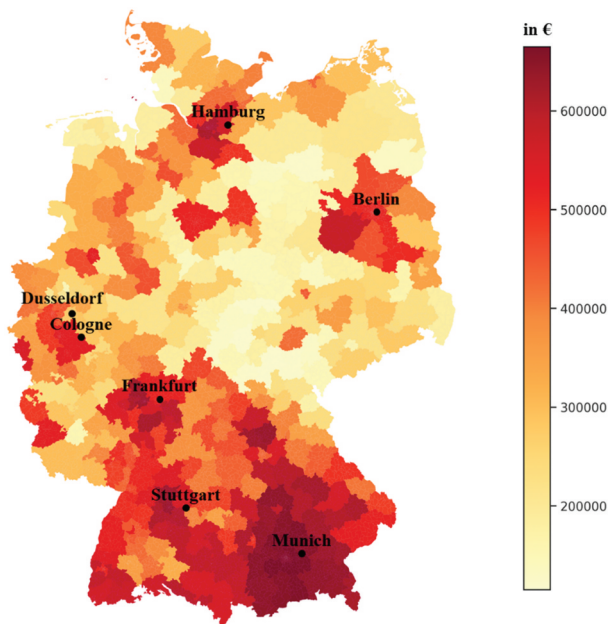 in €
600000
500000
400000
300000
200000
Hamburg
Berlin
Dusseldorf
Cologne
Frankfurt
Stuttgart
Munich